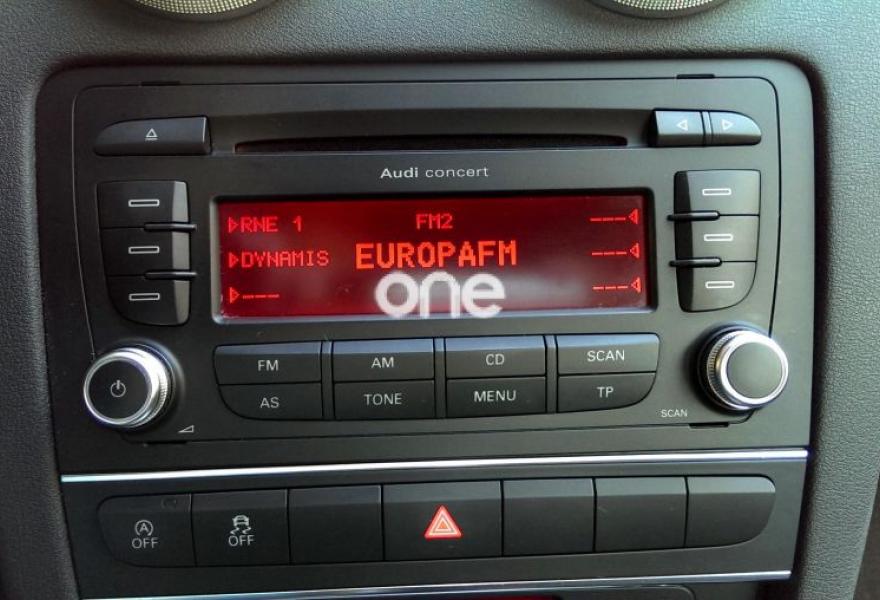 Audi concert
RNE 1 FM2 ---
DYNAMIS EUROPAFM ---
--- ---
one
FM AM CD SCAN
AS TONE MENU TP
SCAN
A
OFF OFF